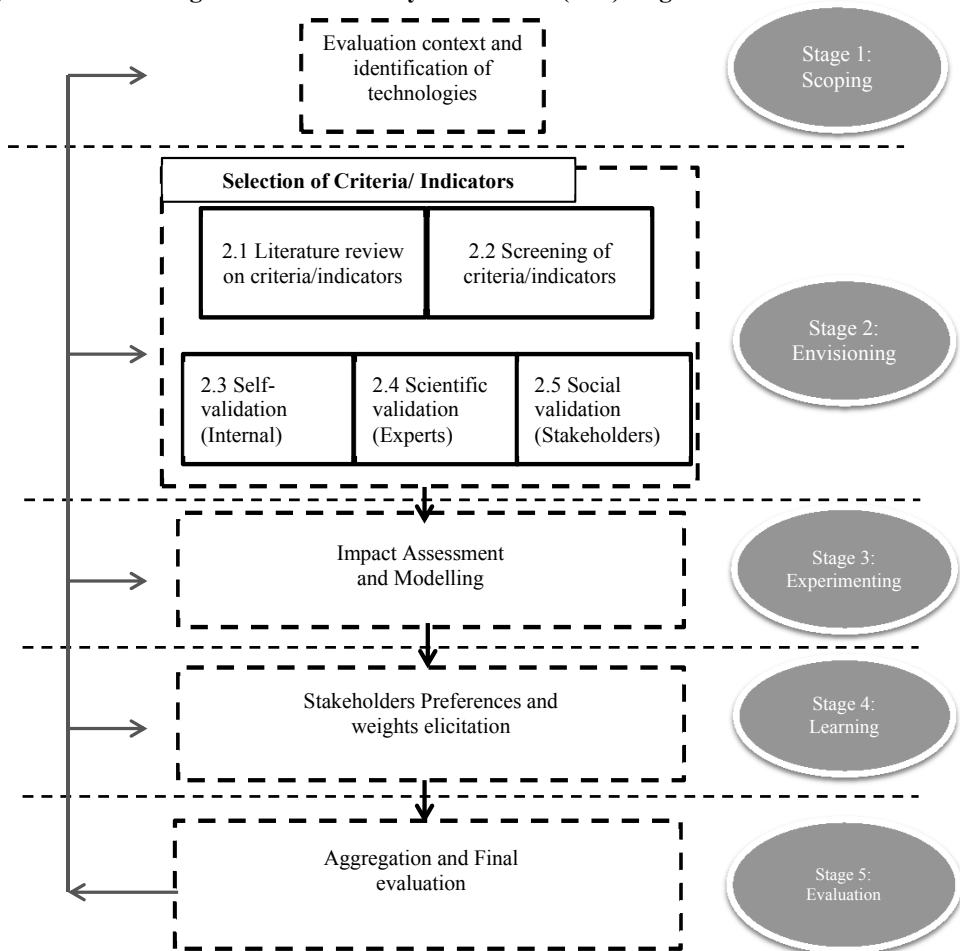 Evaluation context and
identification of
technologies
Stage 1:
Scoping
Selection of Criteria/ Indicators
2.1 Literature review
on criteria/indicators
2.2 Screening of
criteria/indicators
2.3 Self-
validation
(Internal)
2.4 Scientific
validation
(Experts)
2.5 Social
validation
(Stakeholders)
Stage 2:
Envisioning
Impact Assessment
and Modelling
Stage 3:
Experimenting
Stakeholders Preferences and
weights elicitation
Stage 4:
Learning
Aggregation and Final
evaluation
Stage 5:
Evaluation